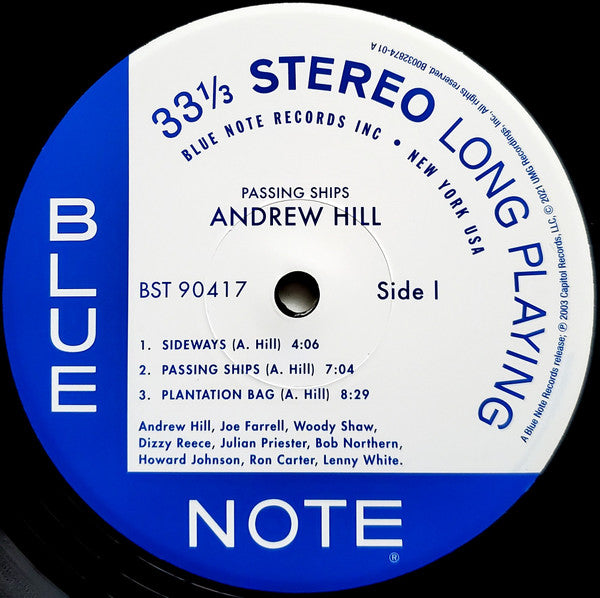 33⅓ STEREO LONG PLAYING
BLUE NOTE RECORDS INC • NEW YORK USA
PASSING SHIPS
ANDREW HILL
BST 90417
Side 1
1. SIDEWAYS (A. Hill) 4:06
2. PASSING SHIPS (A. Hill) 7:04
3. PLANTATION BAG (A. Hill) 8:29
Andrew Hill, Joe Farrell, Woody Shaw,
Dizzy Reece, Julian Priester, Bob Northern,
Howard Johnson, Ron Carter, Lenny White.
A Blue Note Records release; ℗ 2003 Capitol Records, LLC, © 2021 UMG Recordings, Inc. All rights reserved. B0032874-01 A
BLUE
NOTE®